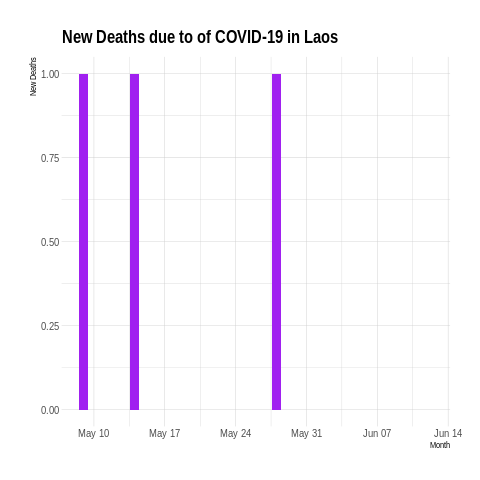 New Deaths due to of COVID-19 in Laos
New Deaths
1.00
0.75
0.50
0.25
0.00
May 10 May 17 May 24 May 31 Jun 07 Jun 14
Month